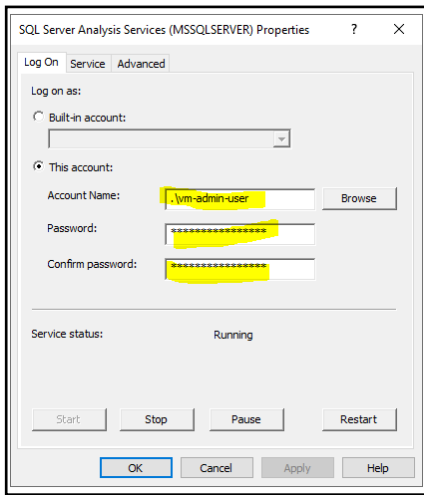 SQL Server Analysis Services (MSSQLSERVER) Properties ? ×
Log On Service Advanced
Log on as:
Built-in account:
This account:
Account Name: .\vm-admin-user Browse
Password: ****************
Confirm password: ****************
Service status: Running
Start Stop Pause Restart
OK Cancel Apply Help